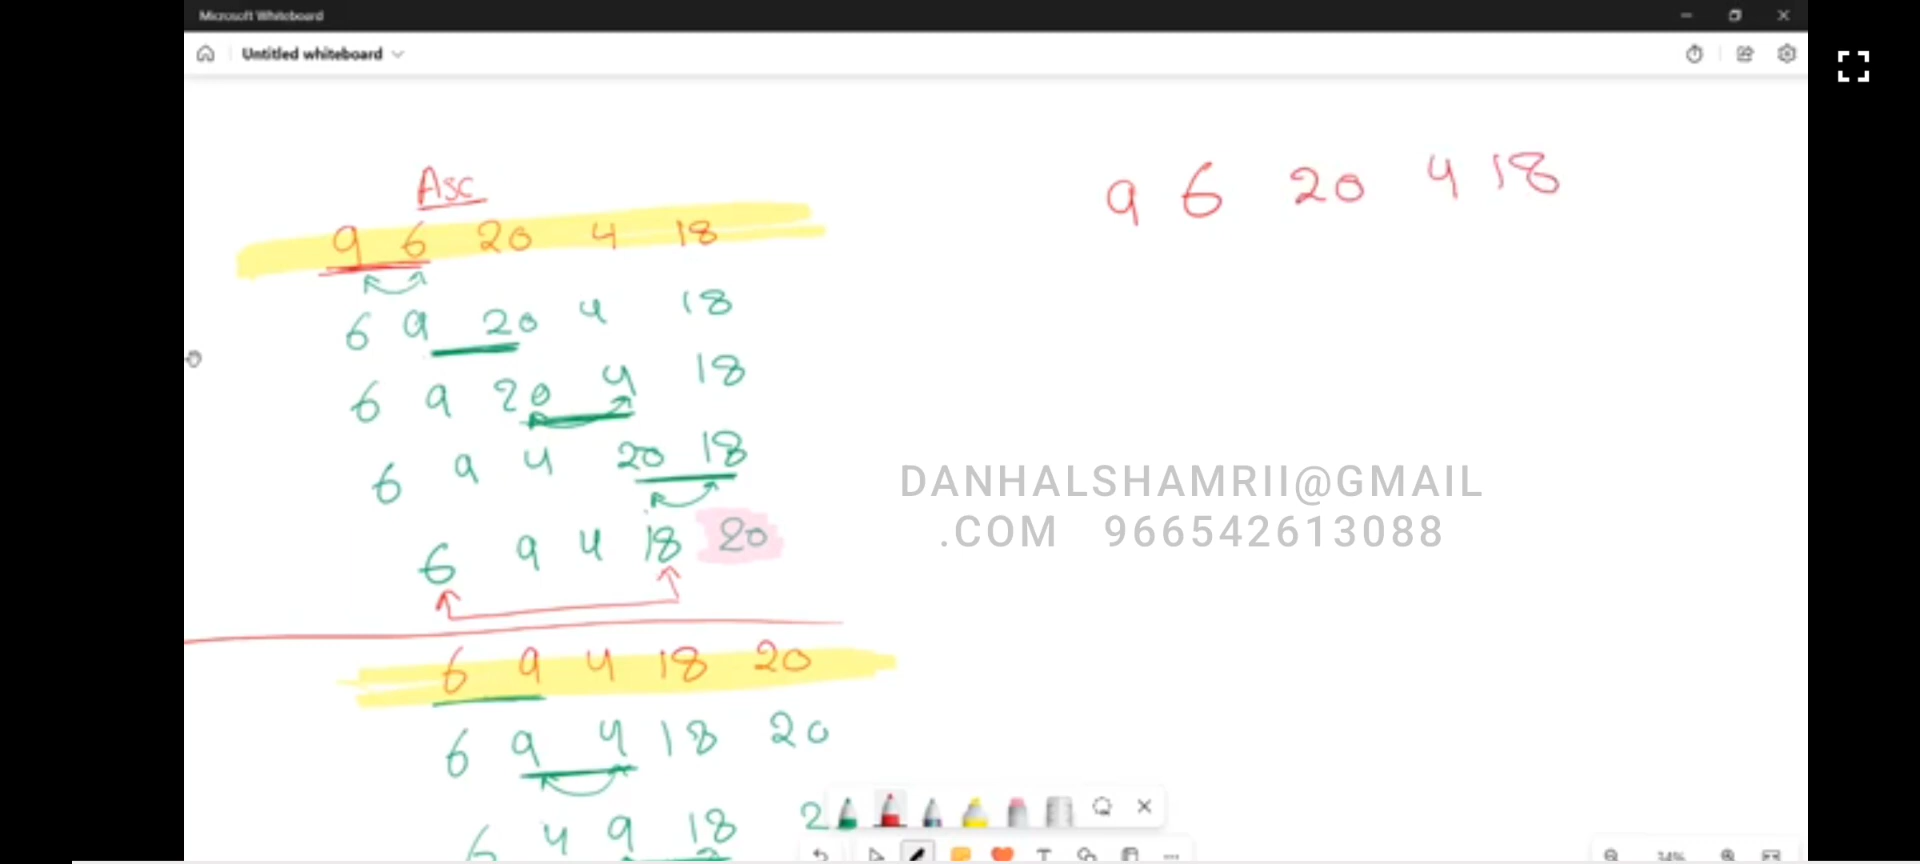 Microsoft Whiteboard
Untitled whiteboard
Asc
9 6 20 4 18
6 9 20 4 18
6 9 20 4 18
6 9 4 20 18
6 9 4 18 20
6 9 4 18 20
6 9 4 18 20
6 4 9 18 2
9 6 20 4 18
DANHALSHAMRII@GMAIL
.COM 966542613088
T
34%